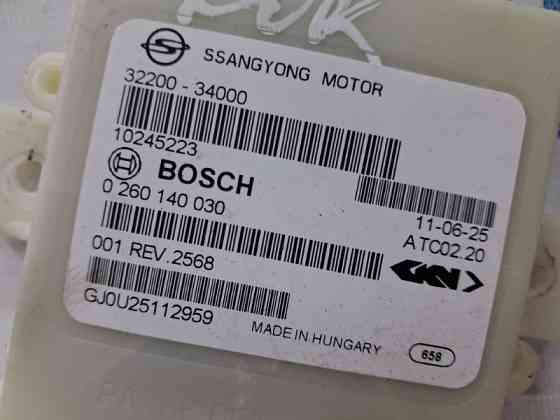 SSANGYONG MOTOR
32200 - 34000
10245223
BOSCH
0 260 140 030
11-06-25
ATC02.20
001 REV.2568
GKN
GJ0U25112959
MADE IN HUNGARY
658